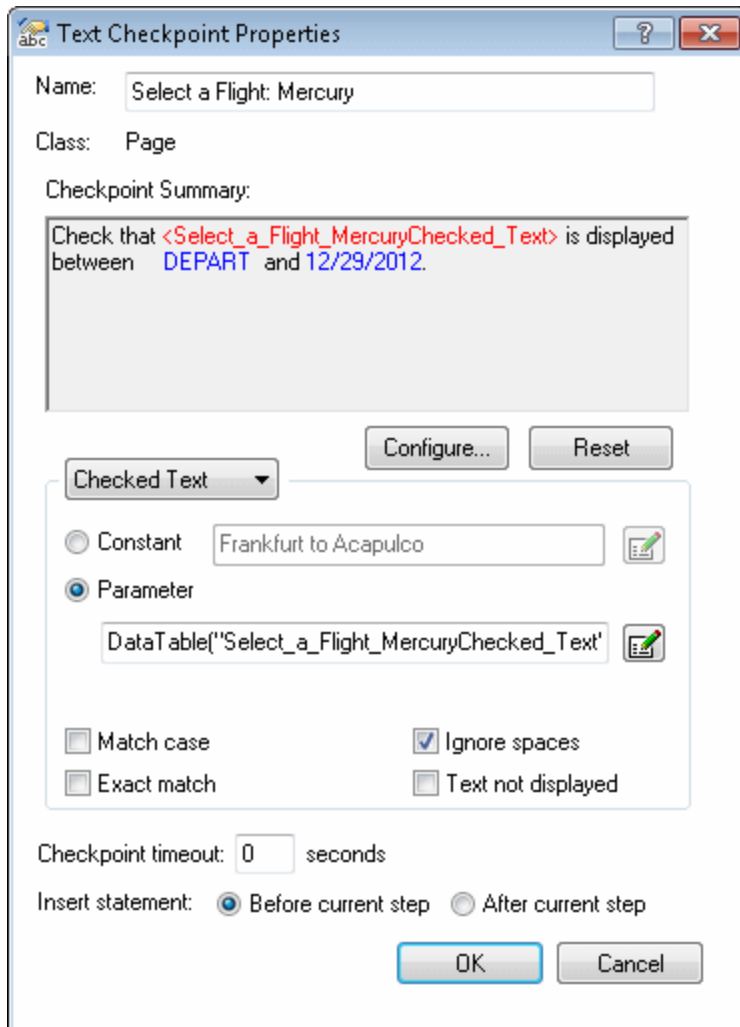 Text Checkpoint Properties
Name: Select a Flight: Mercury
Class: Page
Checkpoint Summary:
Check that <Select_a_Flight_MercuryChecked_Text> is displayed
between DEPART and 12/29/2012.
Configure... Reset
Checked Text
Constant Frankfurt to Acapulco
Parameter
DataTable("Select_a_Flight_MercuryChecked_Text"
Match case Ignore spaces
Exact match Text not displayed
Checkpoint timeout: 0 seconds
Insert statement: Before current step After current step
OK Cancel